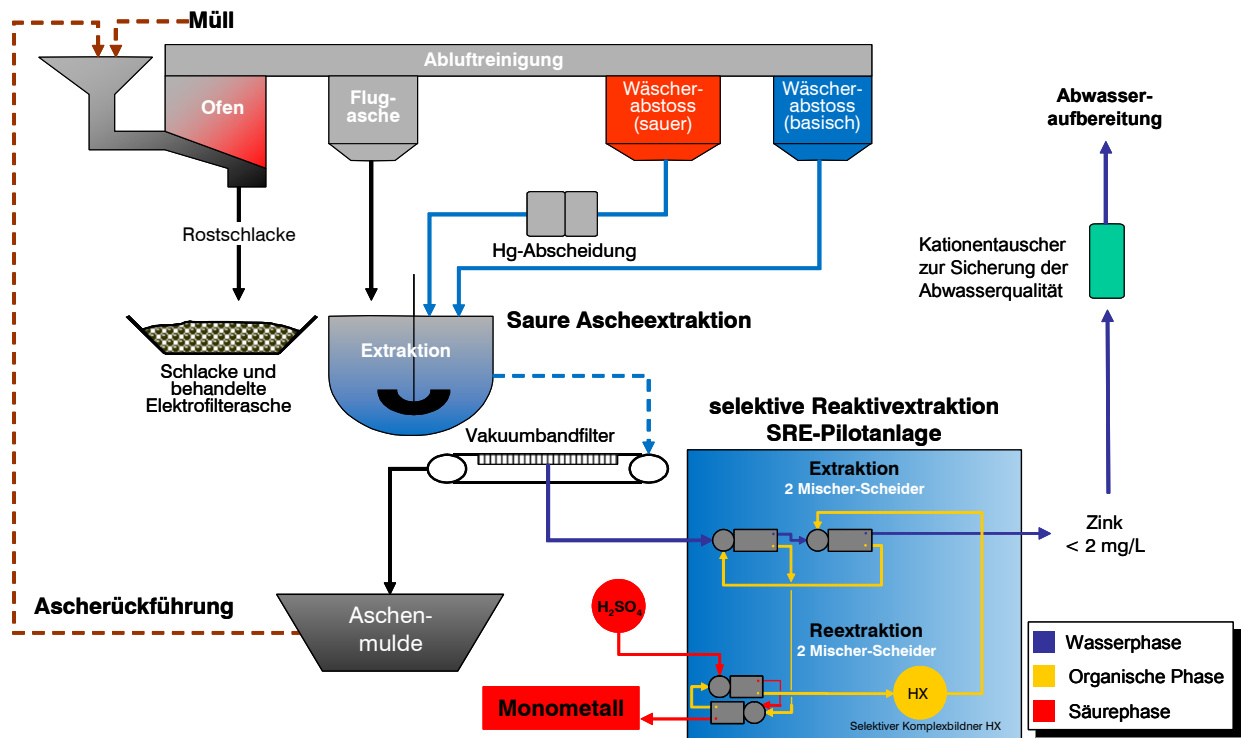 Müll
Abluftreinigung
Ofen
Flug-
asche
Wäscher-
abstoss
(sauer)
Wäscher-
abstoss
(basisch)
Abwasser-
aufbereitung
Rostschlacke
Hg-Abscheidung
Kationentauscher
zur Sicherung der
Abwasserqualität
Saure Ascheextraktion
Extraktion
Schlacke und
behandelte
Elektrofilterasche
selektive Reaktivextraktion
SRE-Pilotanlage
Vakuumbandfilter
Extraktion
2 Mischer-Scheider
Zink
< 2 mg/L
Ascherückführung
Aschen-
mulde
H₂SO₄
Reextraktion
2 Mischer-Scheider
HX
Selektiver Komplexbildner HX
Monometall
Wasserphase
Organische Phase
Säurephase